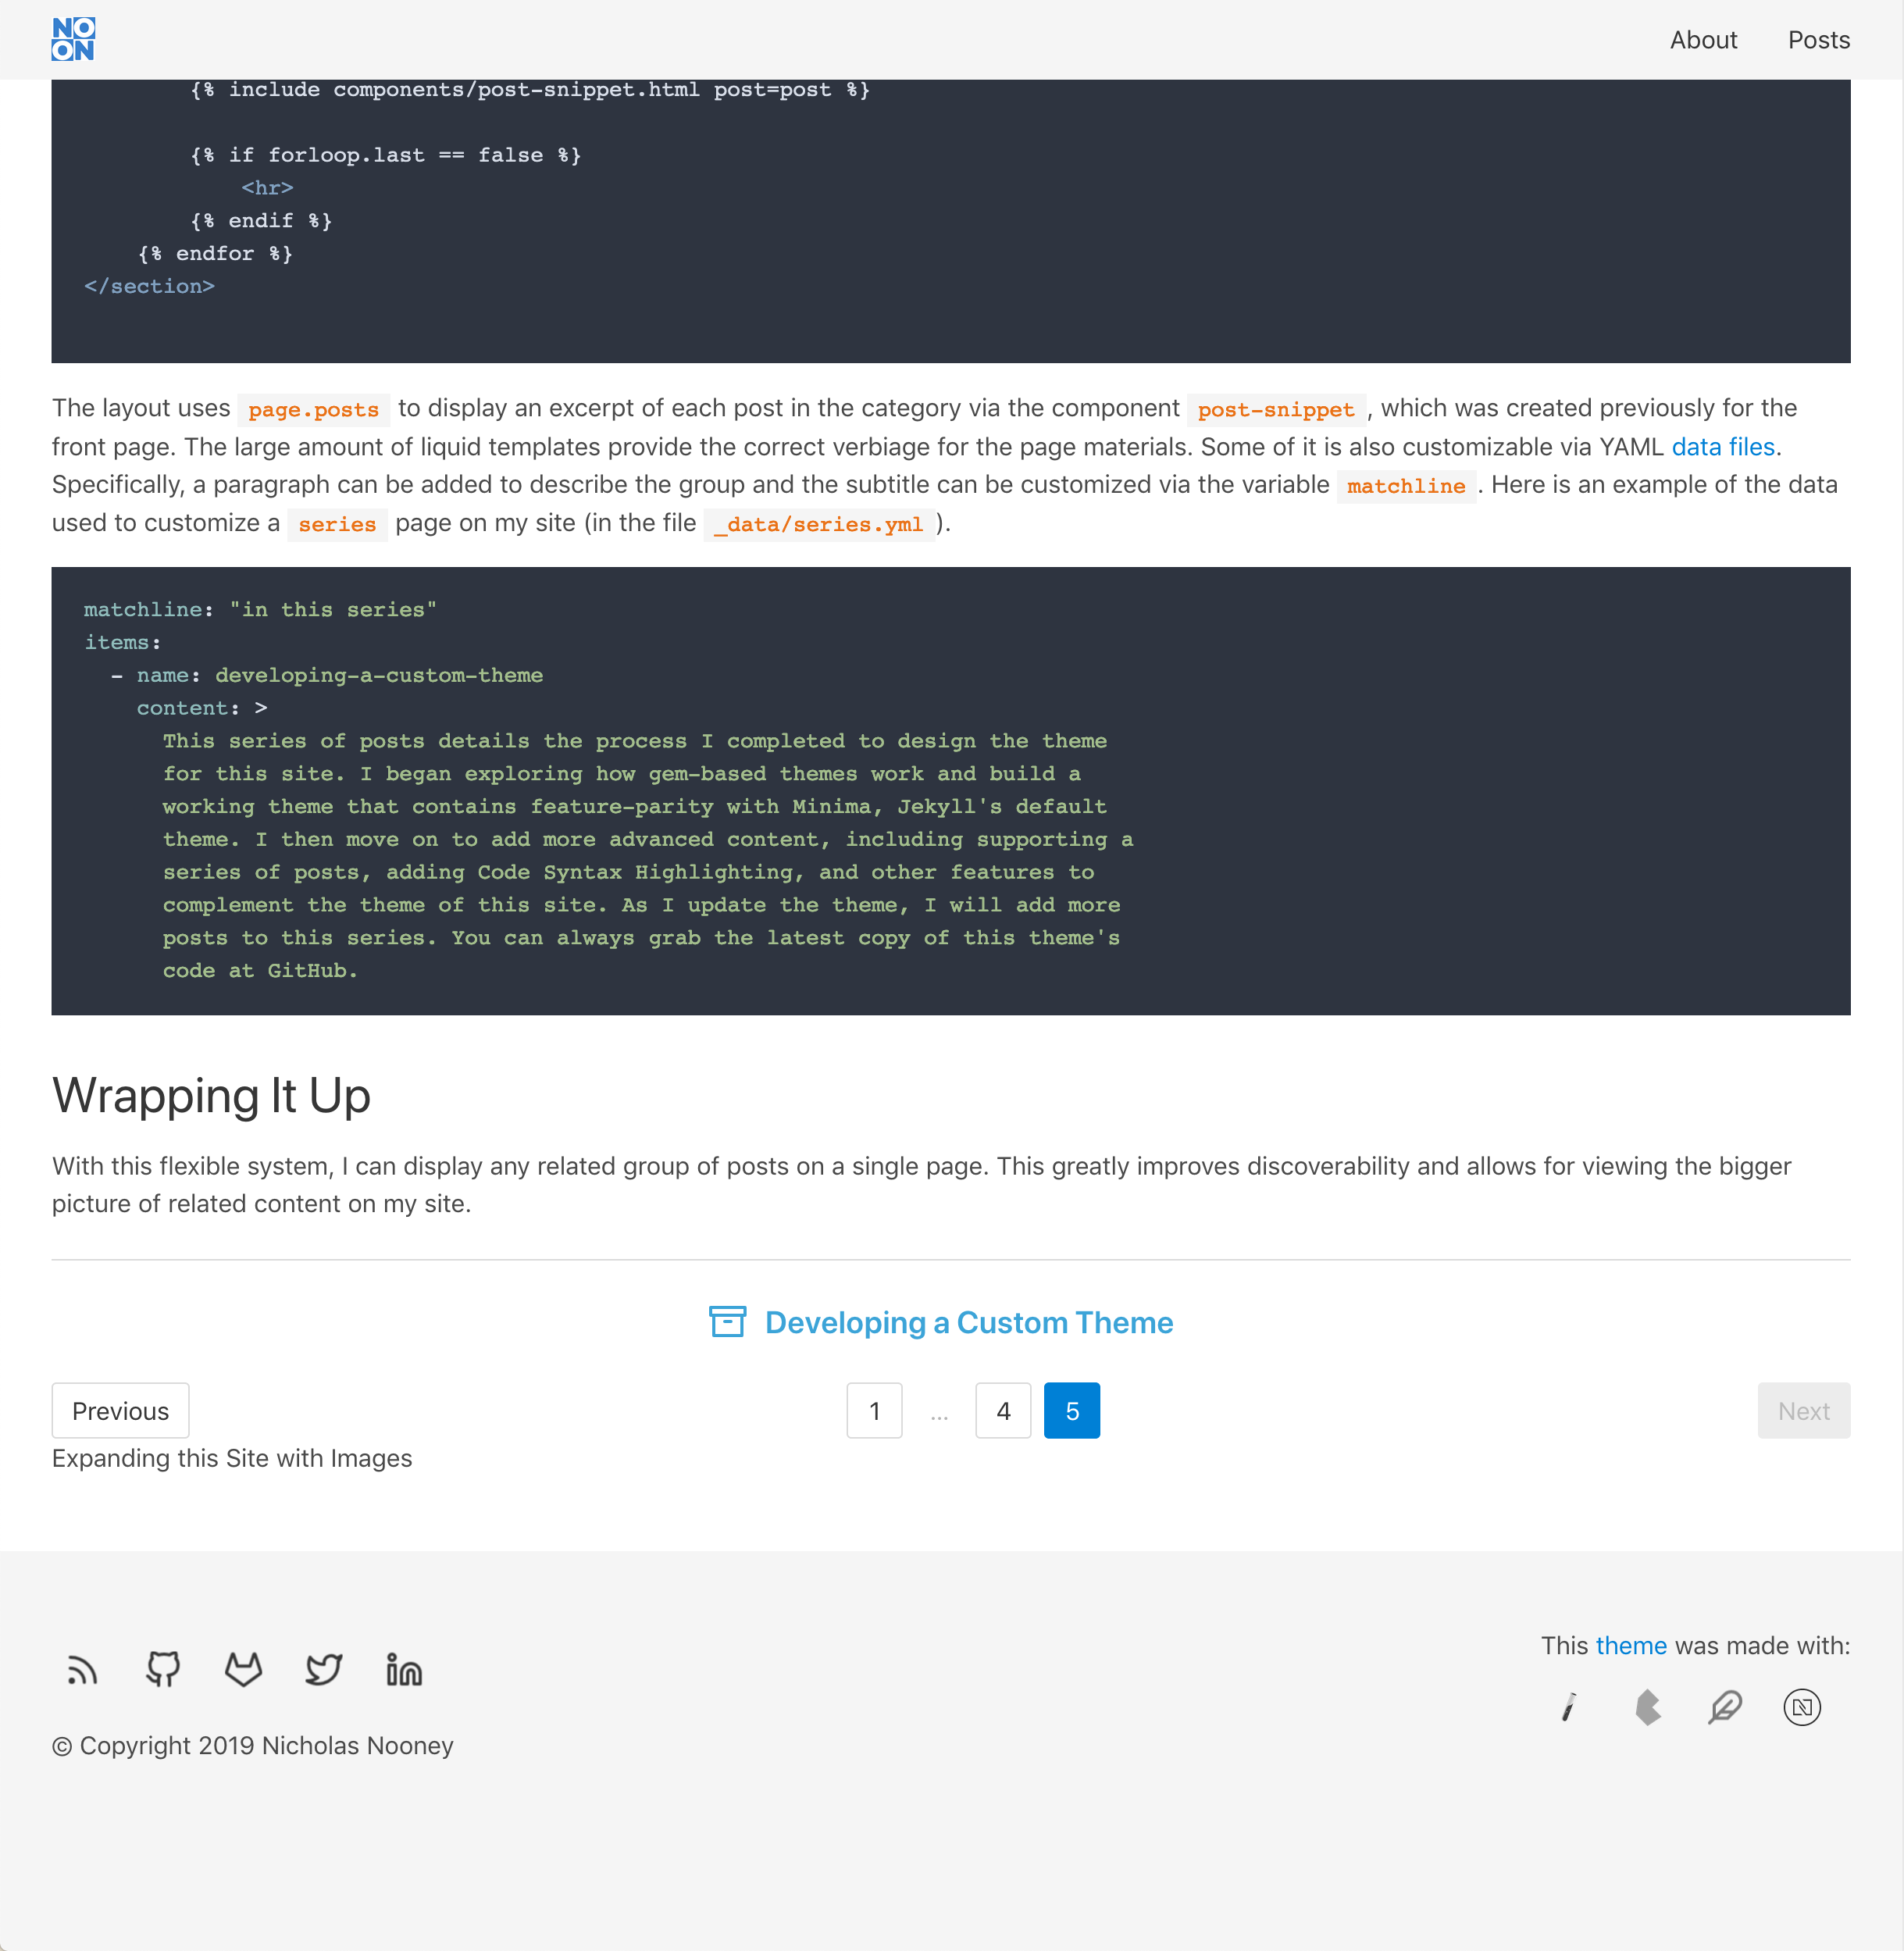 NO
ON
About Posts
{% include components/post-snippet.html post=post %}
{% if forloop.last == false %}
<hr>
{% endif %}
{% endfor %}
</section>
The layout uses page.posts to display an excerpt of each post in the category via the component post-snippet , which was created previously for the
front page. The large amount of liquid templates provide the correct verbiage for the page materials. Some of it is also customizable via YAML data files.
Specifically, a paragraph can be added to describe the group and the subtitle can be customized via the variable matchline . Here is an example of the data
used to customize a series page on my site (in the file _data/series.yml ).
matchline: "in this series"
items:
- name: developing-a-custom-theme
content: >
This series of posts details the process I completed to design the theme
for this site. I began exploring how gem-based themes work and build a
working theme that contains feature-parity with Minima, Jekyll's default
theme. I then move on to add more advanced content, including supporting a
series of posts, adding Code Syntax Highlighting, and other features to
complement the theme of this site. As I update the theme, I will add more
posts to this series. You can always grab the latest copy of this theme's
code at GitHub.
Wrapping It Up
With this flexible system, I can display any related group of posts on a single page. This greatly improves discoverability and allows for viewing the bigger
picture of related content on my site.
Developing a Custom Theme
Previous 1 … 4 5 Next
Expanding this Site with Images
This theme was made with:
© Copyright 2019 Nicholas Nooney